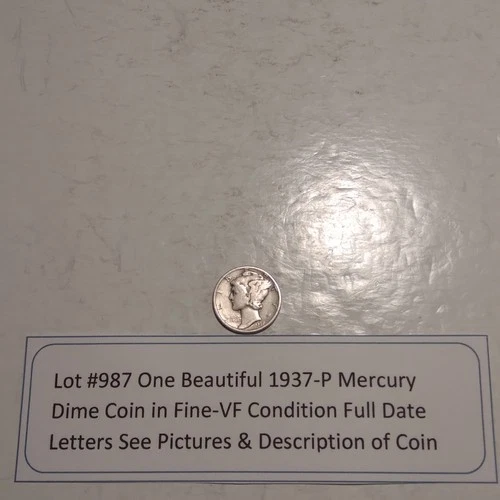 Lot #987 One Beautiful 1937-P Mercury
Dime Coin in Fine-VF Condition Full Date
Letters See Pictures & Description of Coin